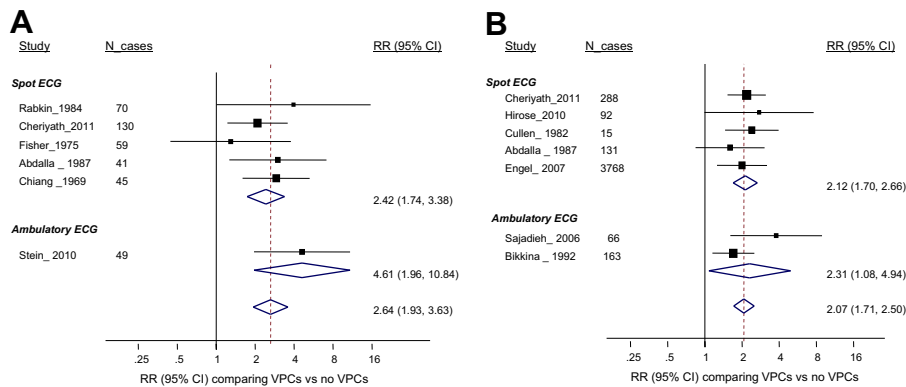 A
Study N_cases RR (95% CI)
Spot ECG
Rabkin_1984 70
Cheriyath_2011 130
Fisher_1975 59
Abdalla _ 1987 41
Chiang _1969 45
2.42 (1.74, 3.38)
Ambulatory ECG
Stein_ 2010 49
4.61 (1.96, 10.84)
2.64 (1.93, 3.63)
.25 .5 1 2 4 8 16
RR (95% CI) comparing VPCs vs no VPCs
B
Study N_cases RR (95% CI)
Spot ECG
Cheriyath_2011 288
Hirose_2010 92
Cullen_ 1982 15
Abdalla _ 1987 131
Engel_ 2007 3768
2.12 (1.70, 2.66)
Ambulatory ECG
Sajadieh _ 2006 66
Bikkina _ 1992 163
2.31 (1.08, 4.94)
2.07 (1.71, 2.50)
.25 .5 1 2 4 8 16
RR (95% CI) comparing VPCs vs no VPCs